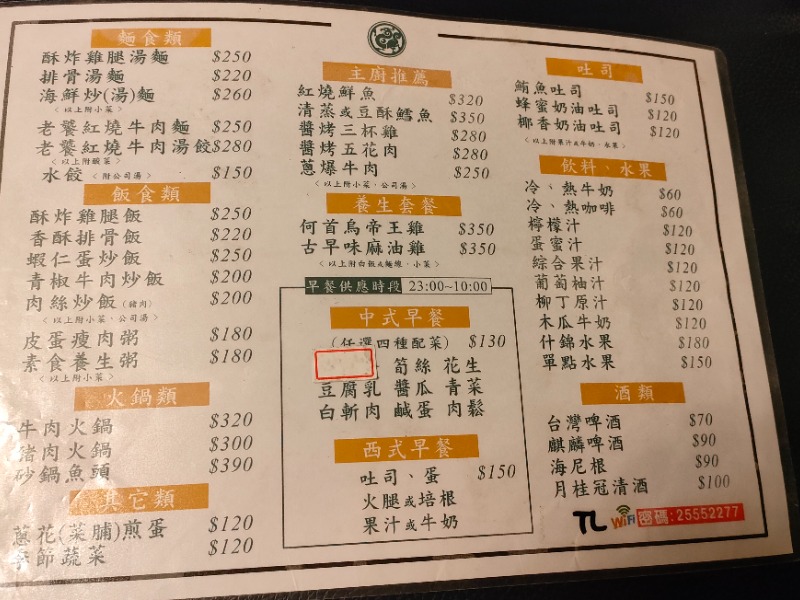 麵食類
酥炸雞腿湯麵 $250
排骨湯麵 $220
海鮮炒(湯)麵 $260
< 以上附小菜 >
老饕紅燒牛肉麵 $250
老饕紅燒牛肉湯餃 $280
< 以上附酸菜 >
水餃 < 附公司湯 > $150
飯食類
酥炸雞腿飯 $250
香酥排骨飯 $220
蝦仁蛋炒飯 $250
青椒牛肉炒飯 $200
肉絲炒飯 (豬肉) $200
< 以上附小菜、公司湯 >
皮蛋瘦肉粥 $180
素食養生粥 $180
< 以上附小菜 >
火鍋類
牛肉火鍋 $320
豬肉火鍋 $300
砂鍋魚頭 $390
其它類
蔥花(菜脯)煎蛋 $120
季節蔬菜 $120
主廚推薦
紅燒鮮魚 $320
清蒸或豆酥鱈魚 $350
醬烤三杯雞 $280
醬烤五花肉 $280
蔥爆牛肉 $250
< 以上附小菜、公司湯 >
養生套餐
何首烏帝王雞 $350
古早味麻油雞 $350
< 以上附白飯或麵線、小菜 >
早餐供應時段 23:00~10:00
中式早餐
(任選四種配菜) $130
筍絲 花生
豆腐乳 醬瓜 青菜
白斬肉 鹹蛋 肉鬆
西式早餐
吐司、蛋 $150
火腿或培根
果汁或牛奶
吐司
鮪魚吐司 $150
蜂蜜奶油吐司 $120
椰香奶油吐司 $120
< 以上附果汁或牛奶、水果 >
飲料、水果
冷、熱牛奶 $60
冷、熱咖啡 $60
檸檬汁 $120
蛋蜜汁 $120
綜合果汁 $120
葡萄柚汁 $120
柳丁原汁 $120
木瓜牛奶 $120
什錦水果 $180
單點水果 $150
酒類
台灣啤酒 $70
麒麟啤酒 $90
海尼根 $90
月桂冠清酒 $100
WiFi 密碼:25552277